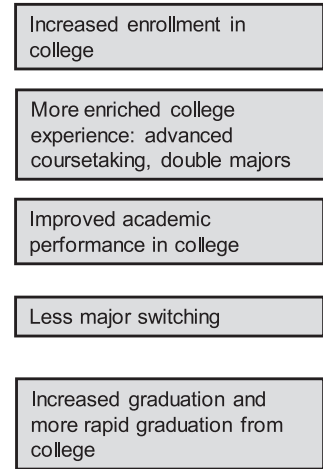 Increased enrollment in
college
More enriched college
experience: advanced
coursetaking, double majors
Improved academic
performance in college
Less major switching
Increased graduation and
more rapid graduation from
college